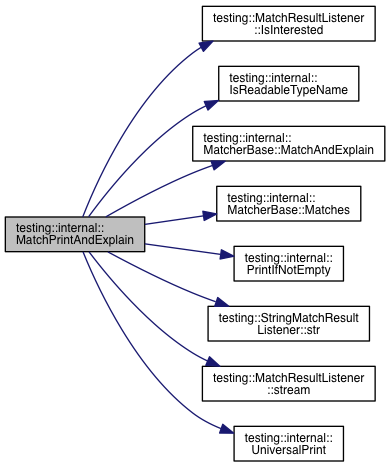 testing::MatchResultListener
::IsInterested
testing::internal::
IsReadableTypeName
testing::internal::
MatcherBase::MatchAndExplain
testing::internal::
MatcherBase::Matches
testing::internal::
MatchPrintAndExplain
testing::internal::
PrintIfNotEmpty
testing::StringMatchResult
Listener::str
testing::MatchResultListener
::stream
testing::internal::
UniversalPrint